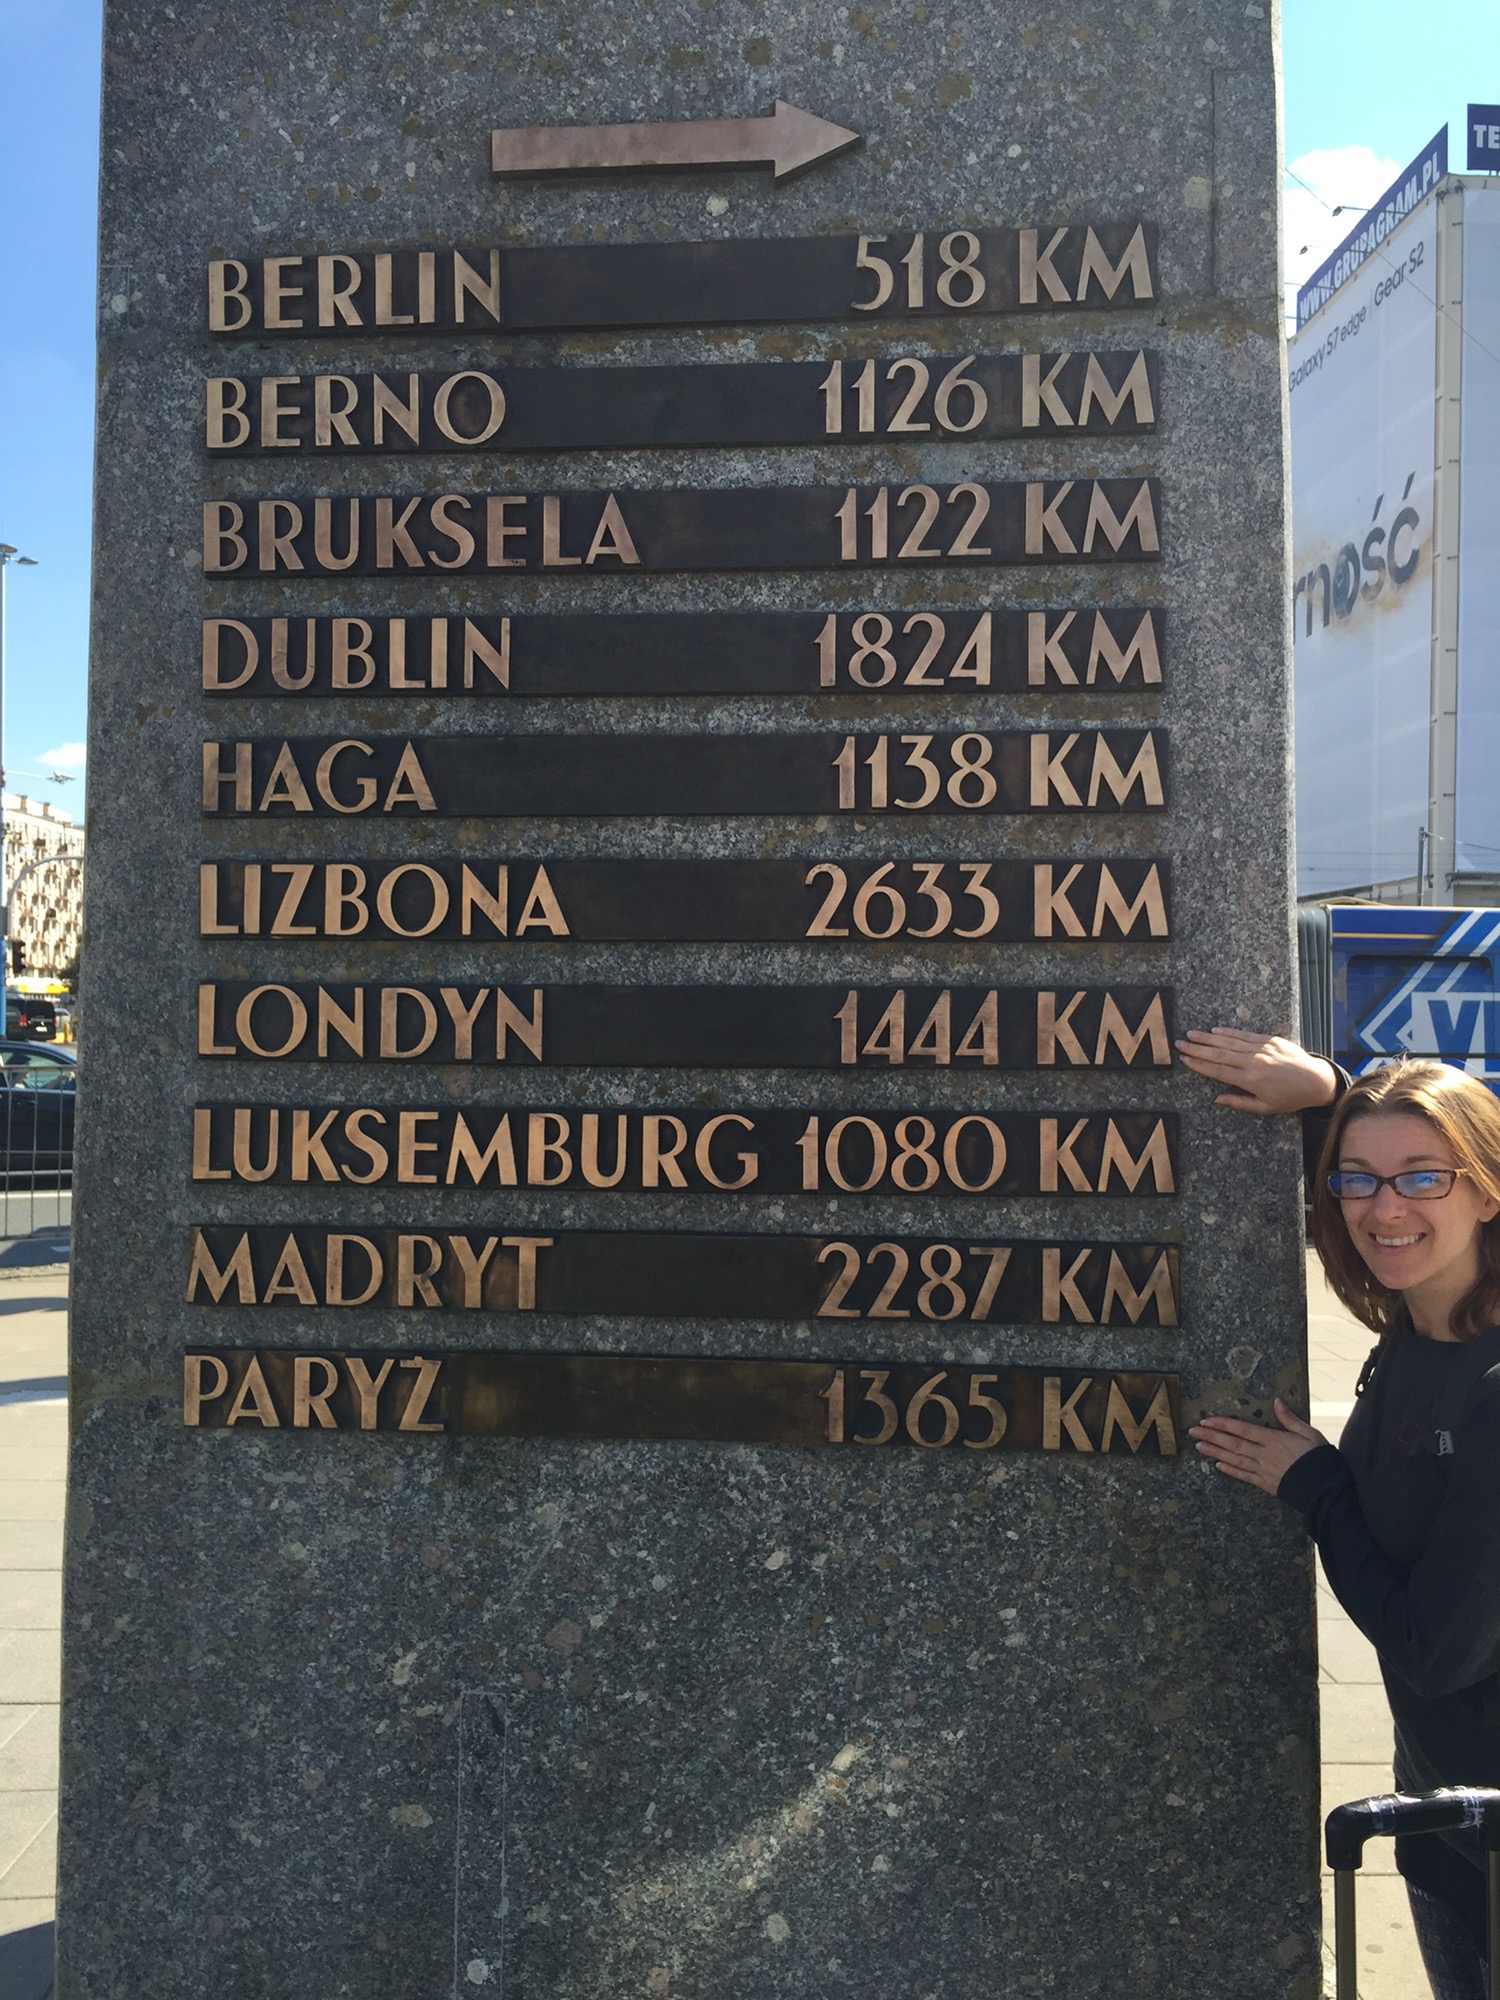 BERLIN 518 KM
BERNO 1126 KM
BRUKSELA 1122 KM
DUBLIN 1824 KM
HAGA 1138 KM
LIZBONA 2633 KM
LONDYN 1444 KM
LUKSEMBURG 1080 KM
MADRYT 2287 KM
PARYŻ 1365 KM
TE
WWW.GRUPAGRAM.PL
Galaxy S7 edge | Gear S2
rność